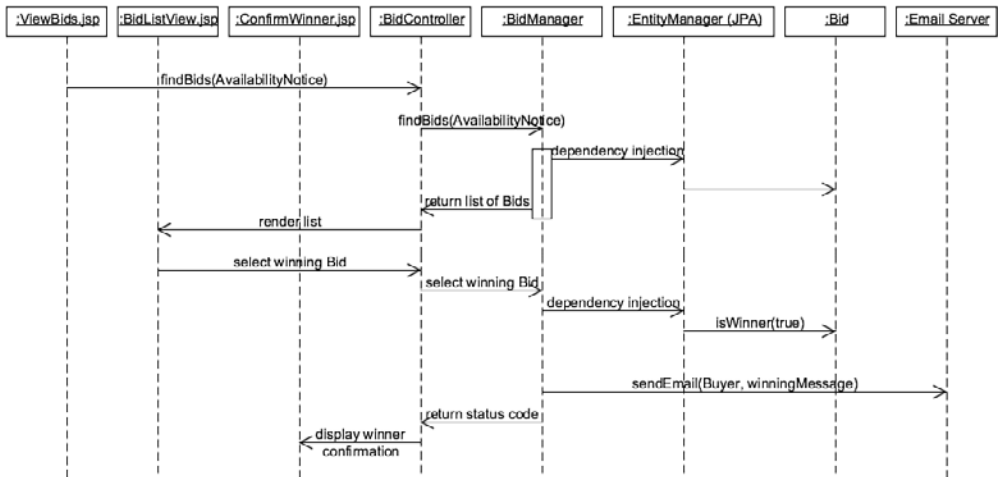 :ViewBids.jsp :BidListView.jsp :ConfirmWinner.jsp :BidController :BidManager :EntityManager (JPA) :Bid :Email Server
findBids(AvailabilityNotice)
findBids(AvailabilityNotice)
dependency injection
return list of Bids
render list
select winning Bid
select winning Bid
dependency injection
isWinner(true)
sendEmail(Buyer, winningMessage)
return status code
display winner
confirmation